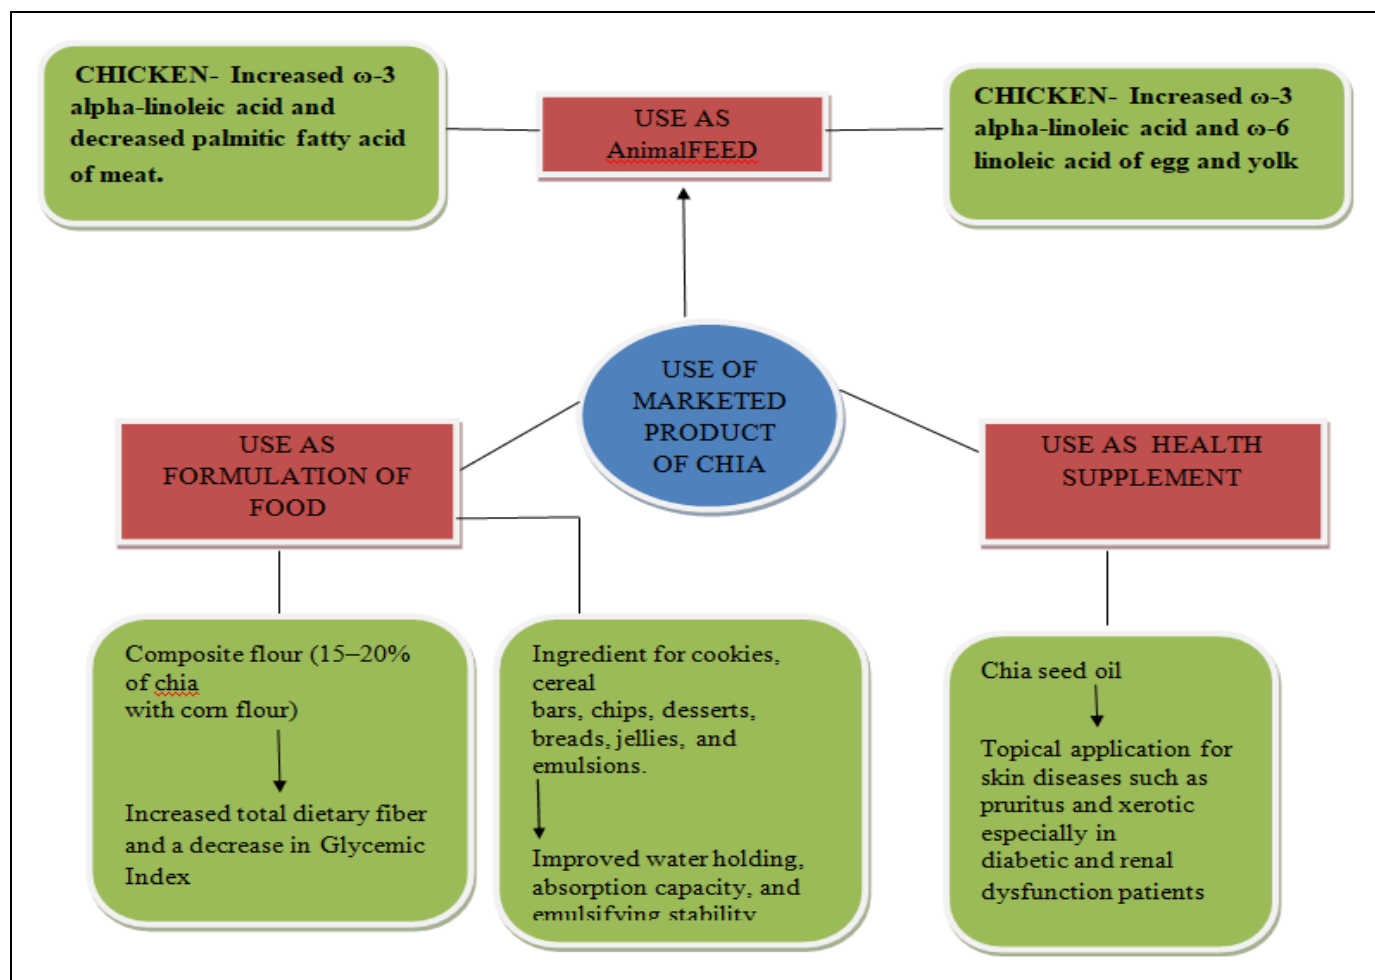 CHICKEN- Increased ω-3
alpha-linoleic acid and
decreased palmitic fatty acid
of meat.
USE AS
AnimalFEED
CHICKEN- Increased ω-3
alpha-linoleic acid and ω-6
linoleic acid of egg and yolk
USE OF
MARKETED
PRODUCT
OF CHIA
USE AS
FORMULATION OF
FOOD
USE AS HEALTH
SUPPLEMENT
Composite flour (15–20%
of chia
with corn flour)
Increased total dietary fiber
and a decrease in Glycemic
Index
Ingredient for cookies,
cereal
bars, chips, desserts,
breads, jellies, and
emulsions.
Improved water holding,
absorption capacity, and
emulsifying stability
Chia seed oil
Topical application for
skin diseases such as
pruritus and xerotic
especially in
diabetic and renal
dysfunction patients